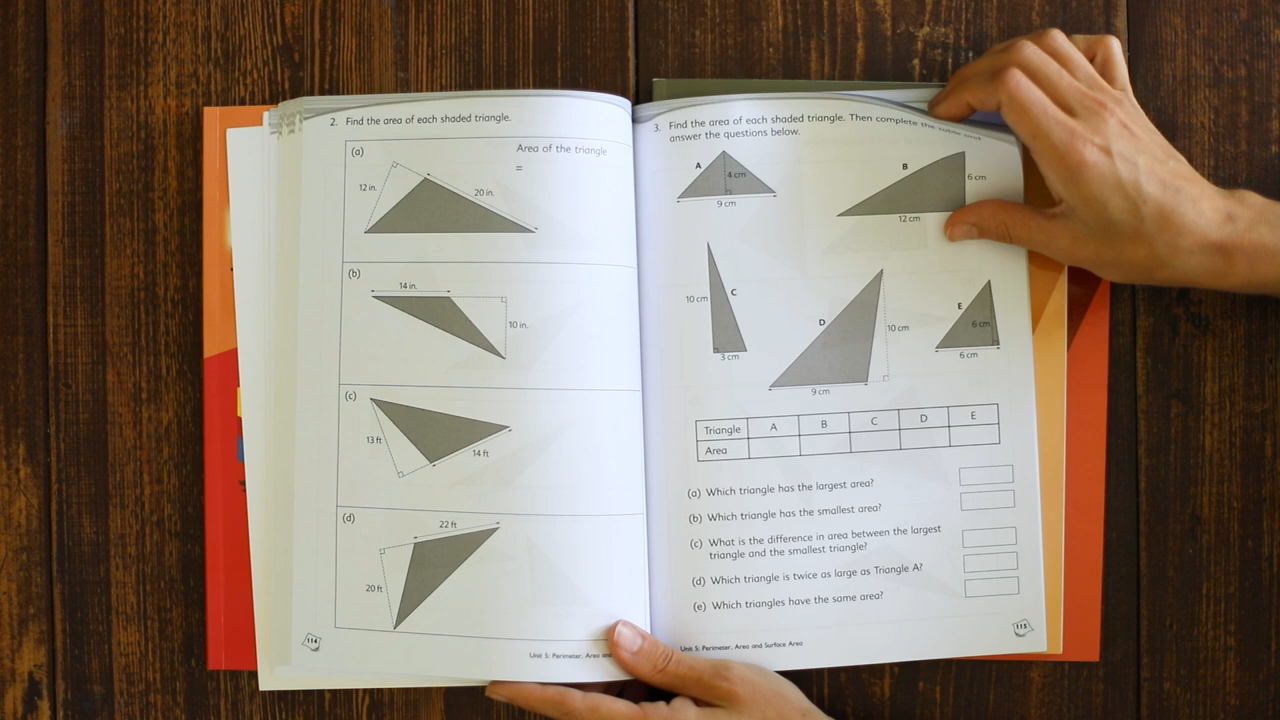 2. Find the area of each shaded triangle.
(a)
Area of the triangle
=
12 in.
20 in.
(b)
14 in.
10 in.
(c)
13 ft
14 ft
(d)
22 ft
20 ft
114
Unit 5: Perimeter, Area and
3. Find the area of each shaded triangle. Then complete the table and
answer the questions below.
A
4 cm
9 cm
B
6 cm
12 cm
10 cm
C
3 cm
D
10 cm
9 cm
E
6 cm
6 cm
Triangle A B C D E
Area
(a) Which triangle has the largest area?
(b) Which triangle has the smallest area?
(c) What is the difference in area between the largest
triangle and the smallest triangle?
(d) Which triangle is twice as large as Triangle A?
(e) Which triangles have the same area?
Unit 5: Perimeter, Area and Surface Area
115